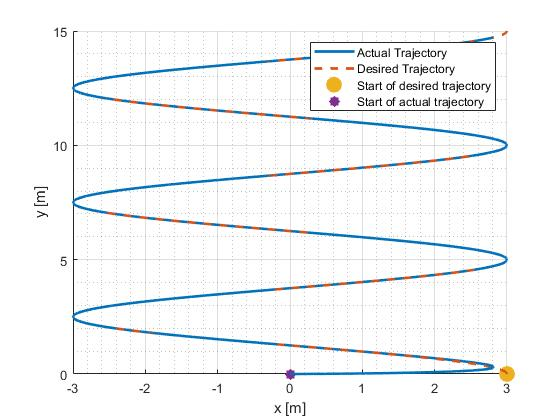 15
Actual Trajectory
Desired Trajectory
Start of desired trajectory
Start of actual trajectory
10
y [m]
5
0
-3 -2 -1 0 1 2 3
x [m]